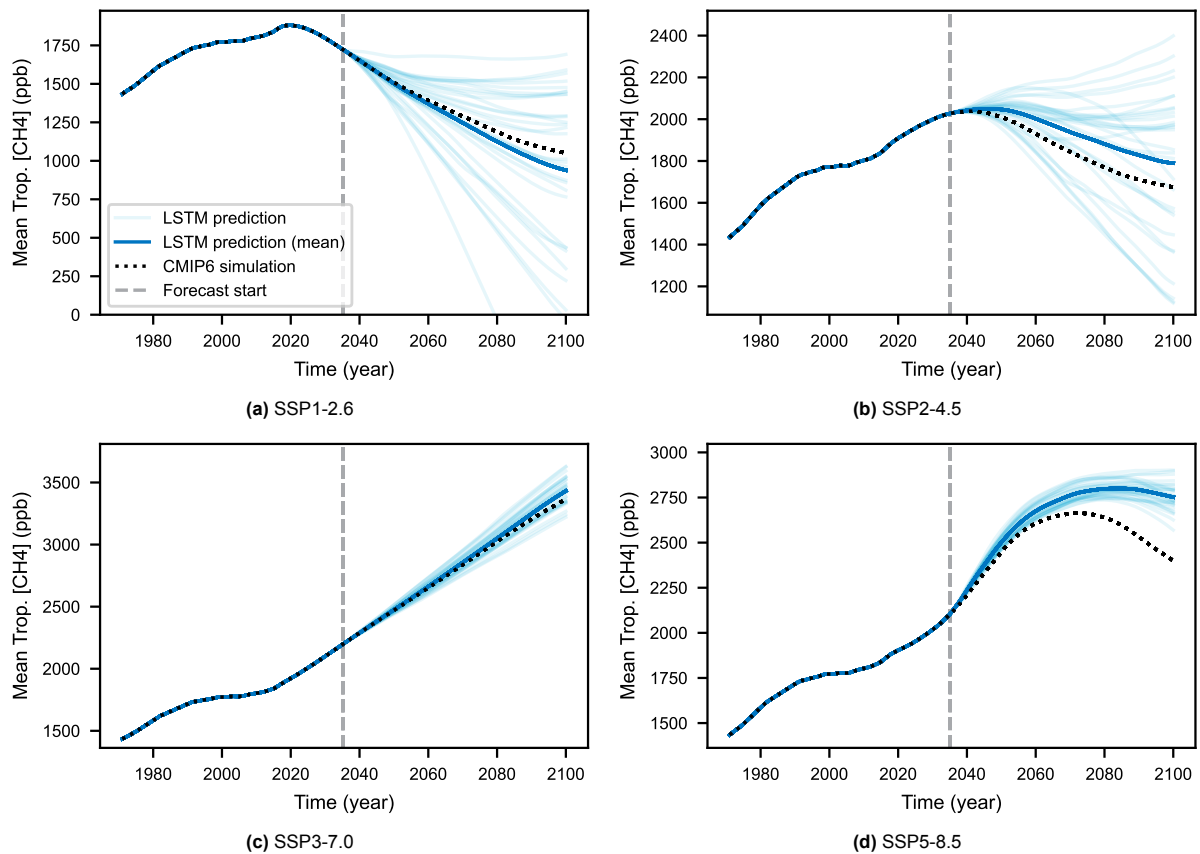 Mean Trop. [CH4] (ppb)
1750
1500
1250
1000
750
500
250
0
LSTM prediction
LSTM prediction (mean)
CMIP6 simulation
Forecast start
1980 2000 2020 2040 2060 2080 2100
Time (year)
(a) SSP1-2.6
Mean Trop. [CH4] (ppb)
2400
2200
2000
1800
1600
1400
1200
1980 2000 2020 2040 2060 2080 2100
Time (year)
(b) SSP2-4.5
Mean Trop. [CH4] (ppb)
3500
3000
2500
2000
1500
1980 2000 2020 2040 2060 2080 2100
Time (year)
(c) SSP3-7.0
Mean Trop. [CH4] (ppb)
3000
2750
2500
2250
2000
1750
1500
1980 2000 2020 2040 2060 2080 2100
Time (year)
(d) SSP5-8.5